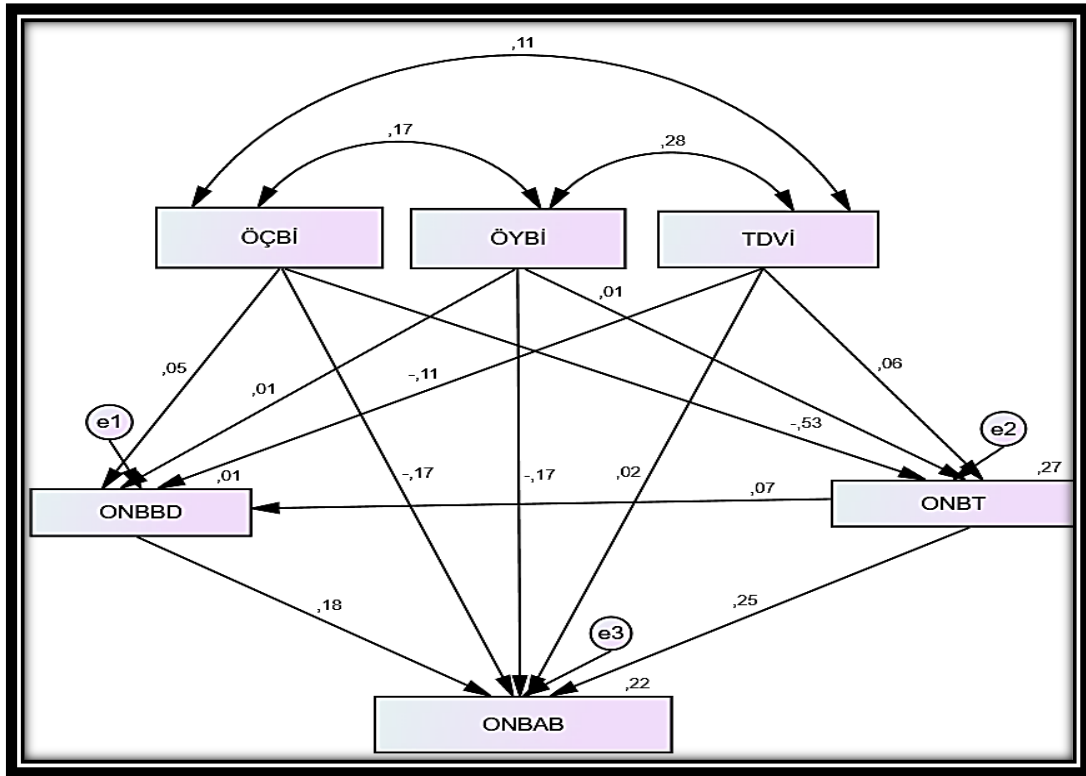 ,11
,17
,28
ÖÇBİ
ÖYBİ
TDVİ
,01
,05
,01
-,11
,06
e1
-,53
e2
,01
-,17
-,17
,02
,27
ONBBD
,07
ONBT
,18
,25
e3
,22
ONBAB